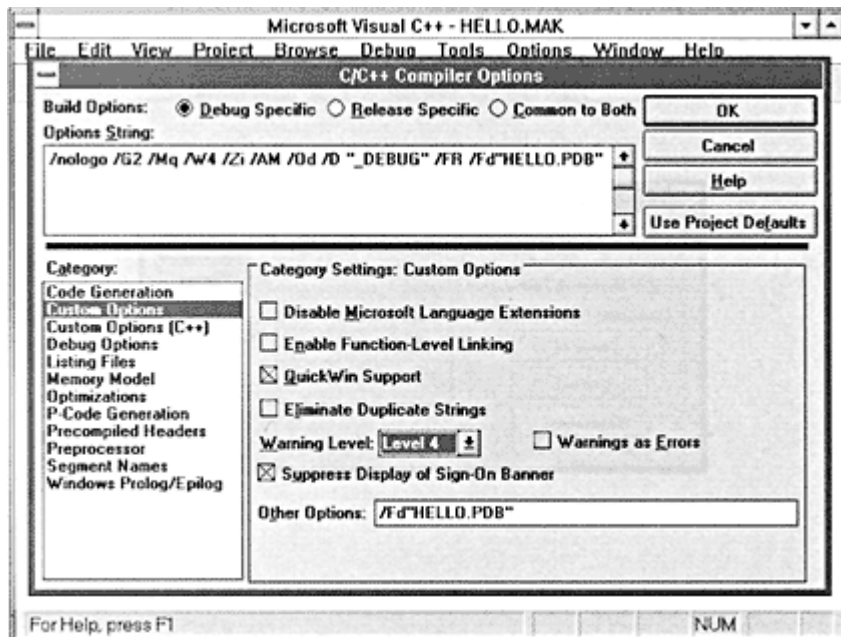 Microsoft Visual C++ - HELLO.MAK
File Edit View Project Browse Debug Tools Options Window Help
C/C++ Compiler Options
Build Options: Debug Specific Release Specific Common to Both OK
Options String:
/nologo /G2 /Mq /W4 /Zi /AM /Od /D "_DEBUG" /FR /Fd"HELLO.PDB"
Cancel
Help
Use Project Defaults
Category:
Code Generation
Custom Options
Custom Options (C++)
Debug Options
Listing Files
Memory Model
Optimizations
P-Code Generation
Precompiled Headers
Preprocessor
Segment Names
Windows Prolog/Epilog
Category Settings: Custom Options
Disable Microsoft Language Extensions
Enable Function-Level Linking
QuickWin Support
Eliminate Duplicate Strings
Warning Level: Level 4 Warnings as Errors
Suppress Display of Sign-On Banner
Other Options: /Fd"HELLO.PDB"
For Help, press F1 NUM